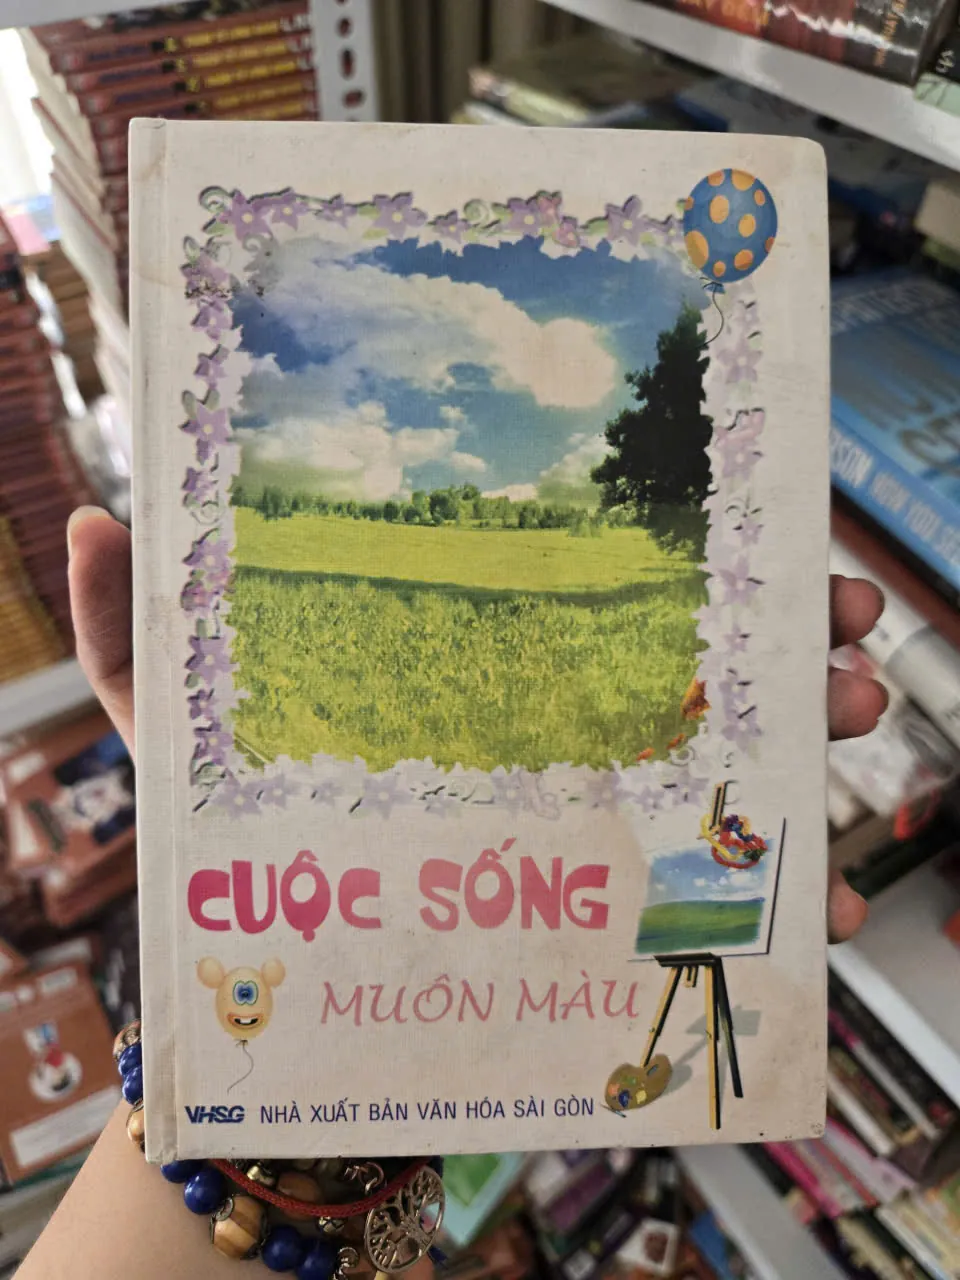 CUỘC SỐNG
MUÔN MÀU
VHSG NHÀ XUẤT BẢN VĂN HÓA SÀI GÒN